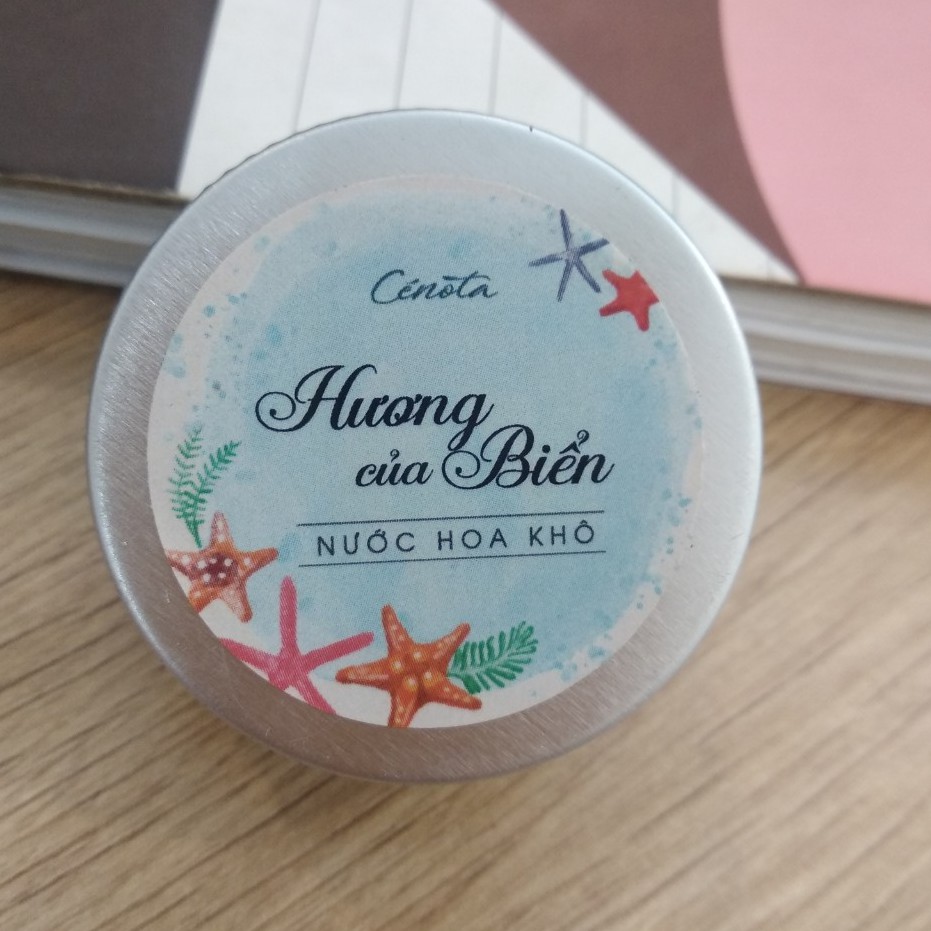 Cénota
Hương
của Biển
NƯỚC HOA KHÔ